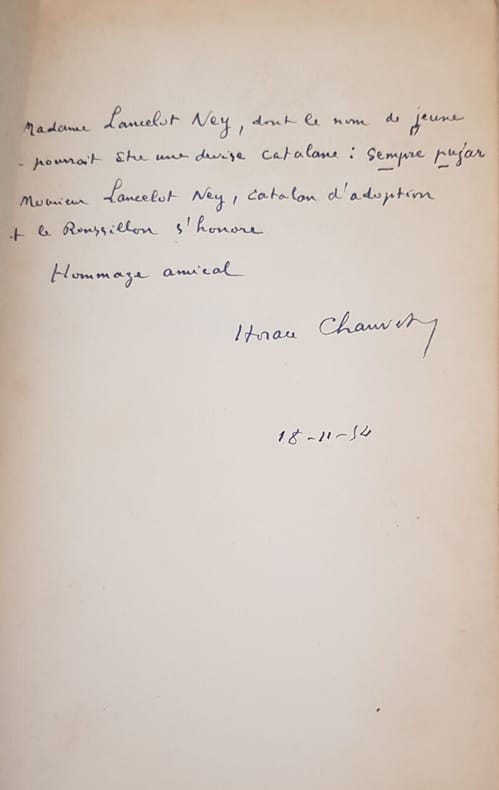 Madame Lancelot Ney, dont le nom de jeune
- pourrait être une devise catalane : sempre pujar
Monsieur Lancelot Ney, catalan d'adoption
t le Roussillon s'honore
Hommage amical
Horace Chauvet
18-11-54